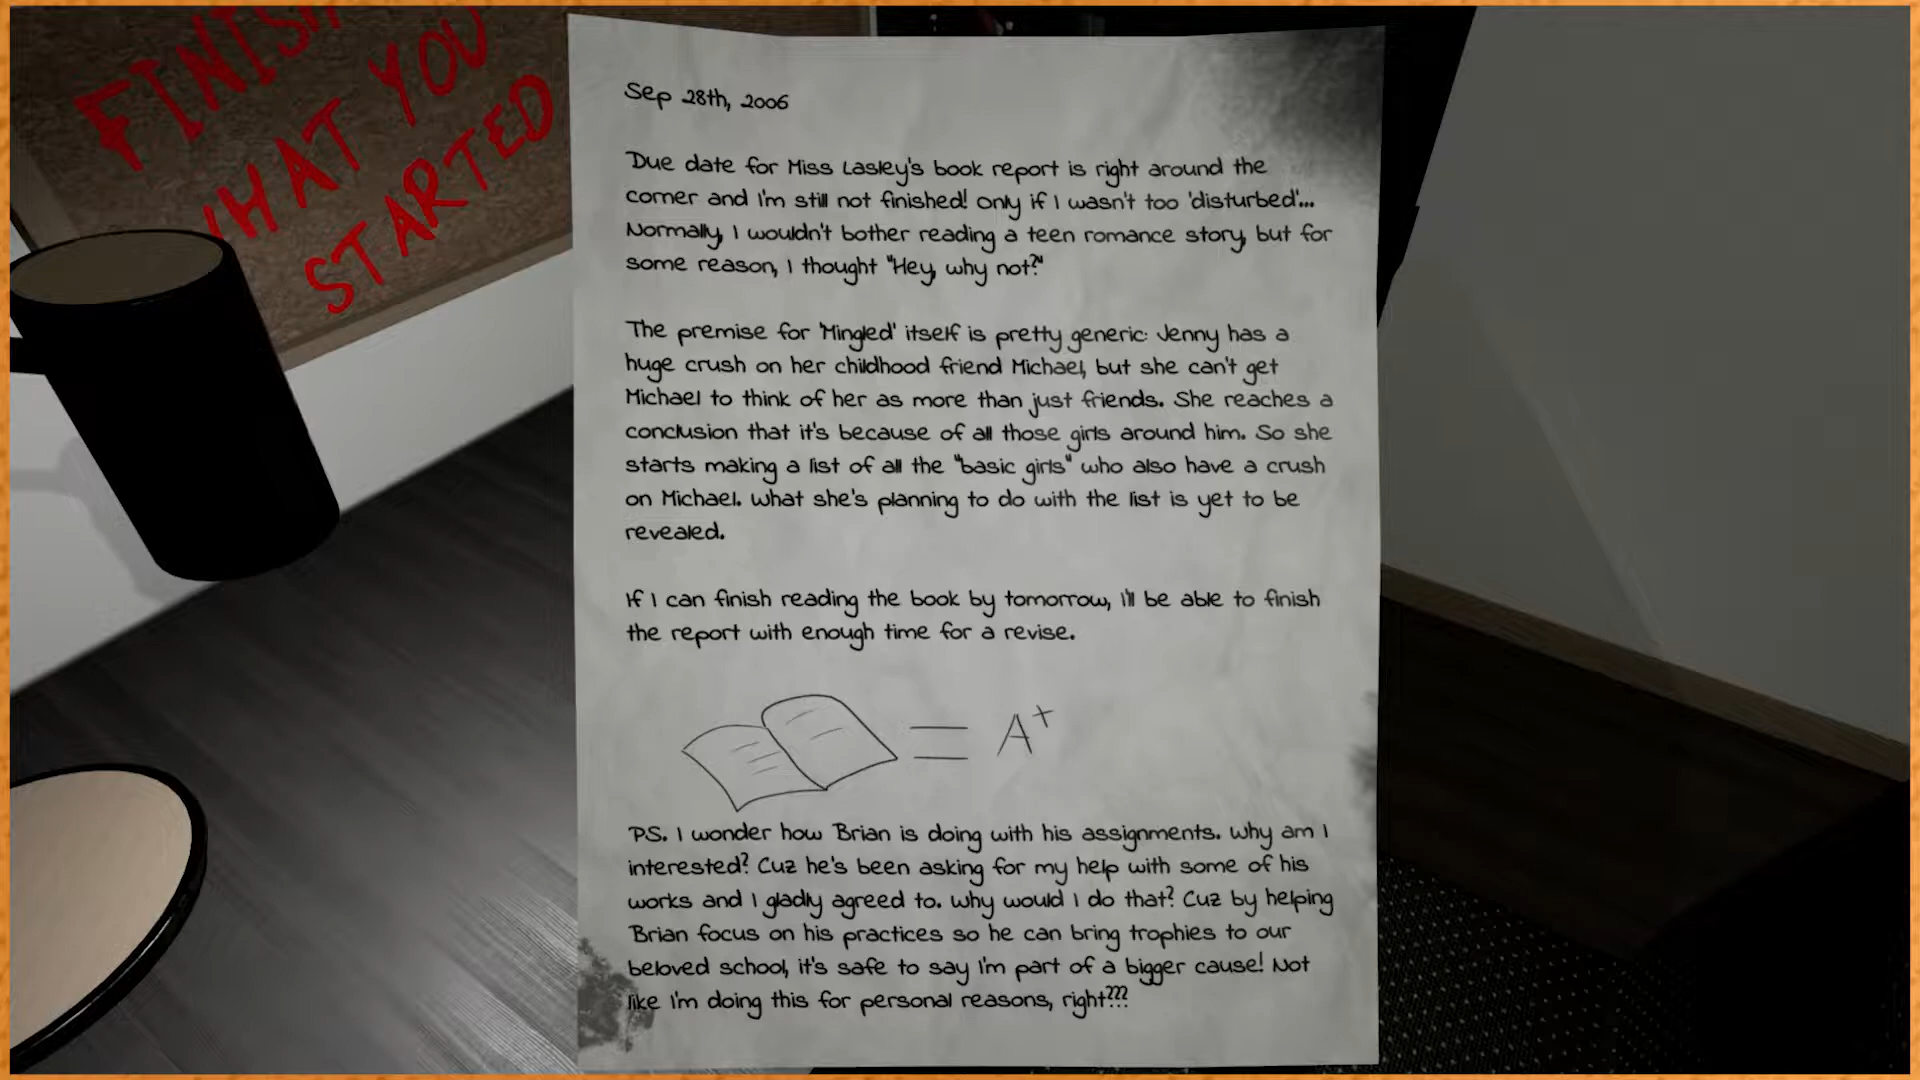 FINISH
WHAT YOU
STARTED
Sep 28th, 2006
Due date for Miss Lasley's book report is right around the
corner and I'm still not finished! Only if I wasn't too 'disturbed'...
Normally, I wouldn't bother reading a teen romance story, but for
some reason, I thought "Hey, why not?"
The premise for 'Mingled' itself is pretty generic: Jenny has a
huge crush on her childhood friend Michael, but she can't get
Michael to think of her as more than just friends. She reaches a
conclusion that it's because of all those girls around him. So she
starts making a list of all the "basic girls" who also have a crush
on Michael. What she's planning to do with the list is yet to be
revealed.
If I can finish reading the book by tomorrow, I'll be able to finish
the report with enough time for a revise.
= A+
PS. I wonder how Brian is doing with his assignments. Why am I
interested? Cuz he's been asking for my help with some of his
works and I gladly agreed to. Why would I do that? Cuz by helping
Brian focus on his practices so he can bring trophies to our
beloved school, it's safe to say I'm part of a bigger cause! Not
like I'm doing this for personal reasons, right???